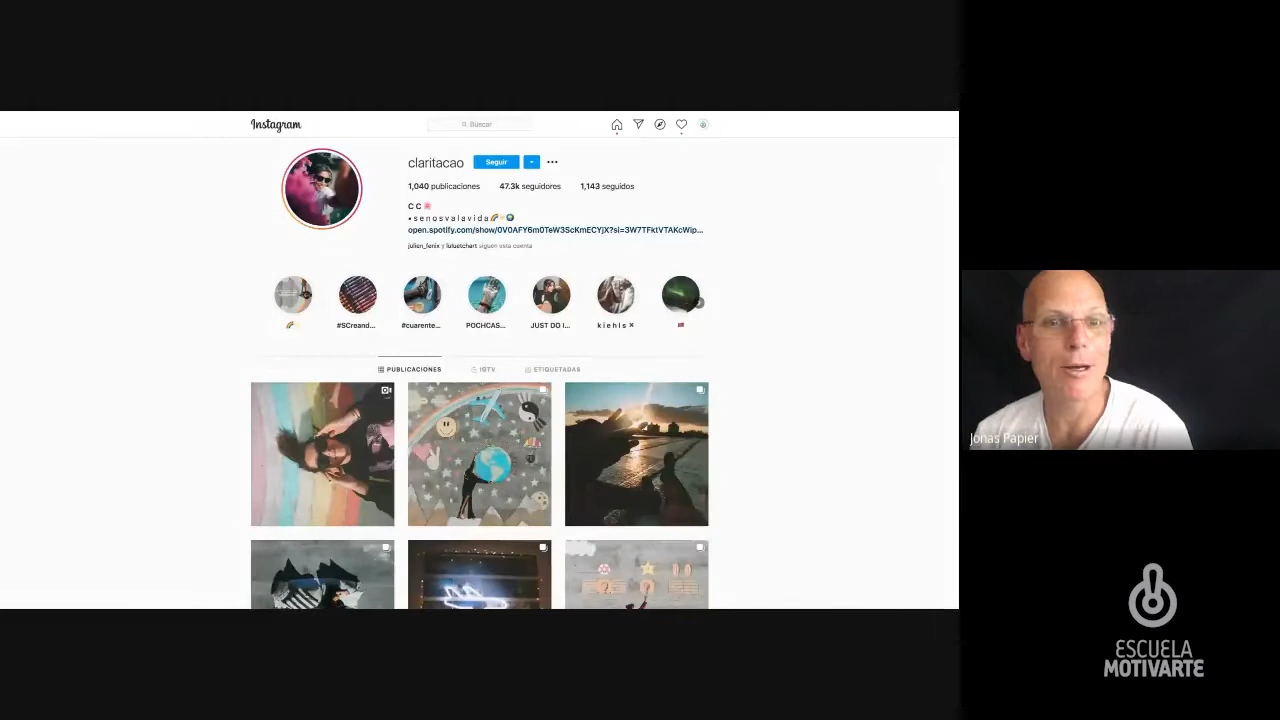 Instagram
Buscar
claritacao
Seguir
1,040 publicaciones 47.3k seguidores 1,143 seguidos
C C
• s e n o s v a l a v i d a
open.spotify.com/show/0V0AFY6m0TeW3ScKmECYjX?si=3W7TFktVTAKcWip...
julien_fenix y luluetchart siguen esta cuenta
#SCreand... #cuarente... POCHCAS... JUST DO I... k i e h l s ✕
PUBLICACIONES IGTV ETIQUETADAS
Jonas Papier
ESCUELA
MOTIVARTE